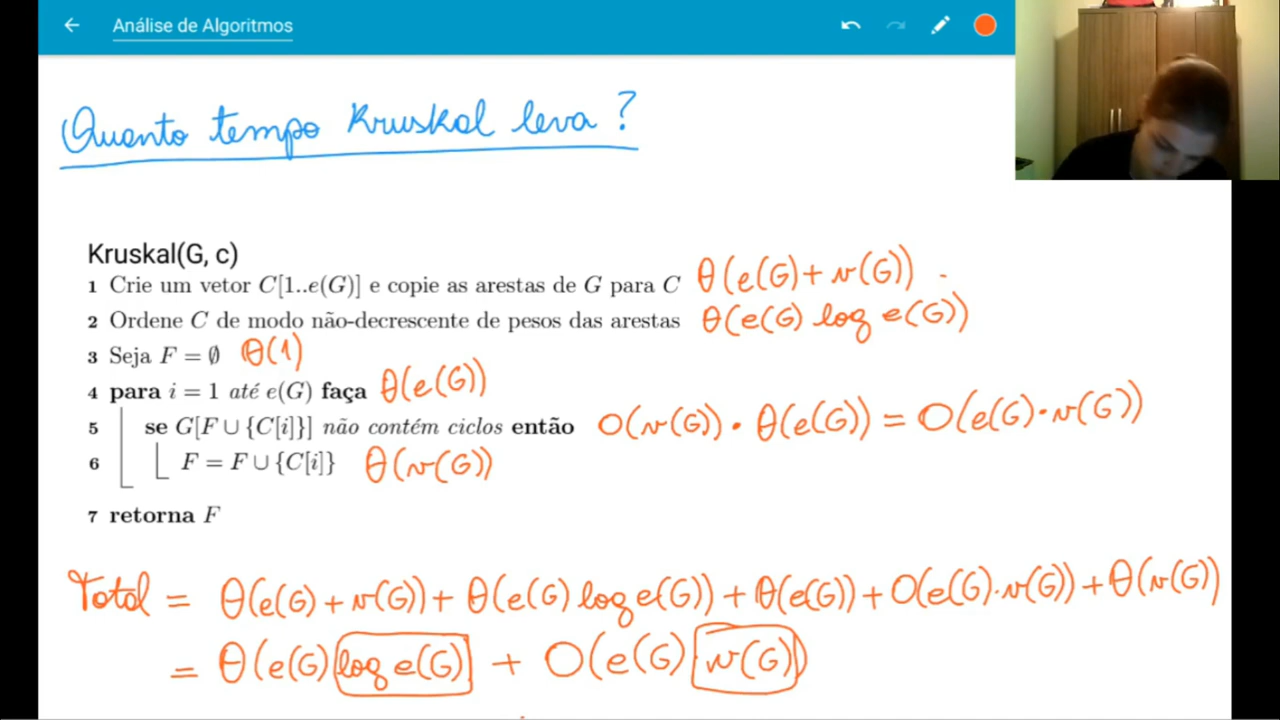 Análise de Algoritmos
Quanto tempo Kruskal leva?
Kruskal(G, c)
1 Crie um vetor C[1..e(G)] e copie as arestas de G para C Θ(e(G)+v(G))
2 Ordene C de modo não-decrescente de pesos das arestas Θ(e(G) log e(G))
3 Seja F = ∅ Θ(1)
4 para i = 1 até e(G) faça Θ(e(G))
5 se G[F ∪ {C[i]}] não contém ciclos então O(v(G)) · Θ(e(G)) = O(e(G)·v(G))
6 F = F ∪ {C[i]} Θ(v(G))
7 retorna F
Total = Θ(e(G)+v(G)) + Θ(e(G) log e(G)) + Θ(e(G)) + O(e(G)·v(G)) + Θ(v(G))
= Θ(e(G) log e(G)) + O(e(G) v(G))